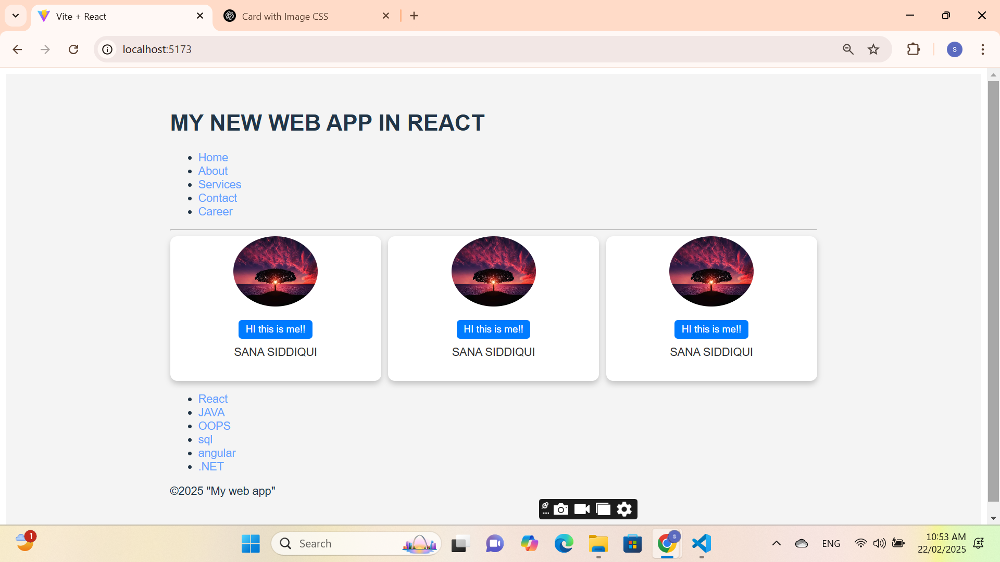 Vite + React
Card with Image CSS
localhost:5173
S
MY NEW WEB APP IN REACT
Home
About
Services
Contact
Career
HI this is me!! HI this is me!! HI this is me!!
SANA SIDDIQUI SANA SIDDIQUI SANA SIDDIQUI
React
JAVA
OOPS
sql
angular
.NET
©2025 "My web app"
1
Search
S
ENG
10:53 AM
22/02/2025